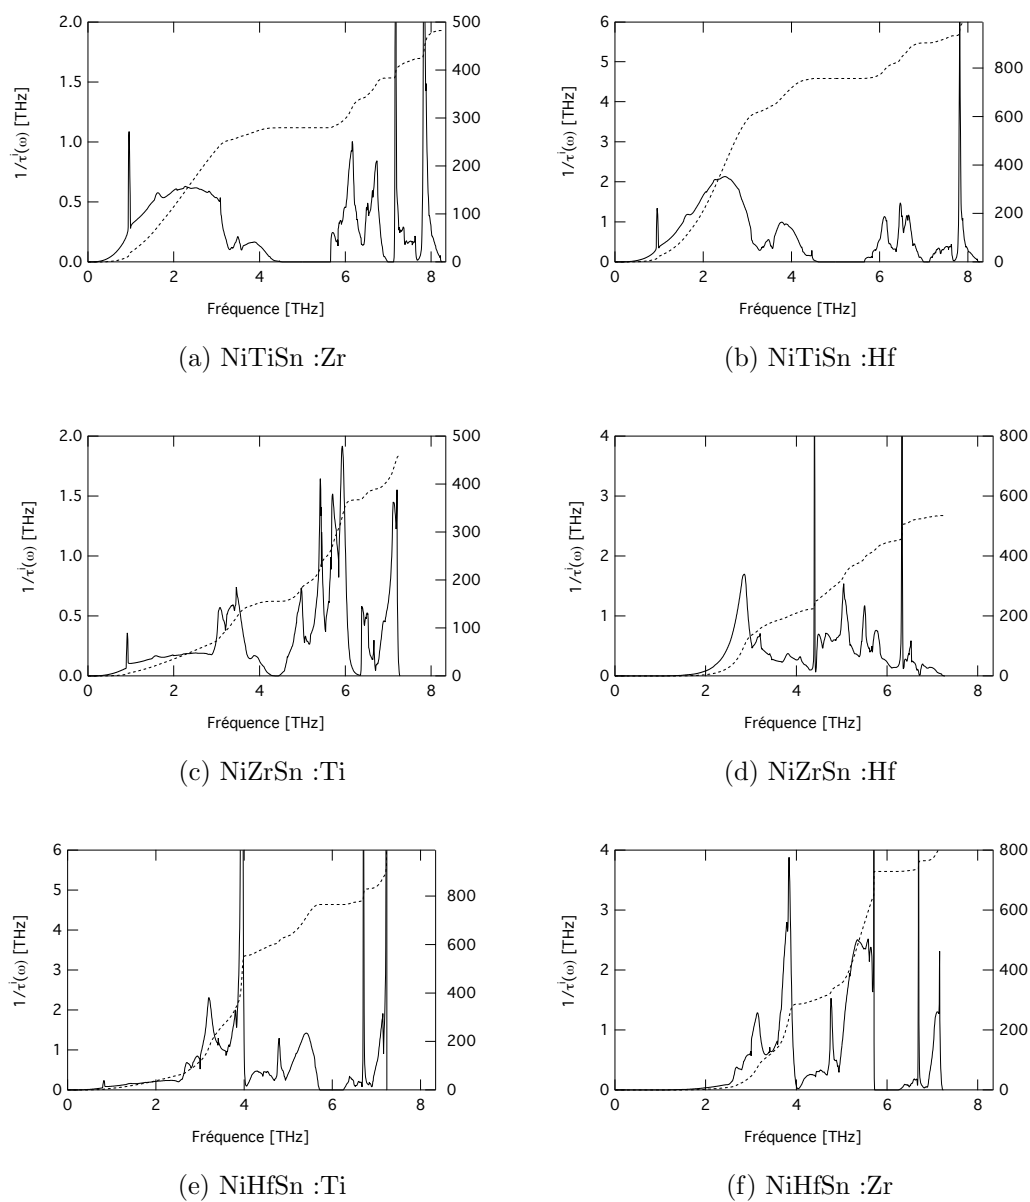 2.0
1.5
1.0
0.5
0.0
500
400
300
200
100
0
0 2 4 6 8
1/τⁱ(ω) [THz]
Fréquence [THz]
(a) NiTiSn :Zr
6
5
4
3
2
1
0
800
600
400
200
0
0 2 4 6 8
1/τⁱ(ω) [THz]
Fréquence [THz]
(b) NiTiSn :Hf
2.0
1.5
1.0
0.5
0.0
500
400
300
200
100
0
0 2 4 6 8
1/τⁱ(ω) [THz]
Fréquence [THz]
(c) NiZrSn :Ti
4
3
2
1
0
800
600
400
200
0
0 2 4 6 8
1/τⁱ(ω) [THz]
Fréquence [THz]
(d) NiZrSn :Hf
6
5
4
3
2
1
0
800
600
400
200
0
0 2 4 6 8
1/τⁱ(ω) [THz]
Fréquence [THz]
(e) NiHfSn :Ti
4
3
2
1
0
800
600
400
200
0
0 2 4 6 8
1/τⁱ(ω) [THz]
Fréquence [THz]
(f) NiHfSn :Zr